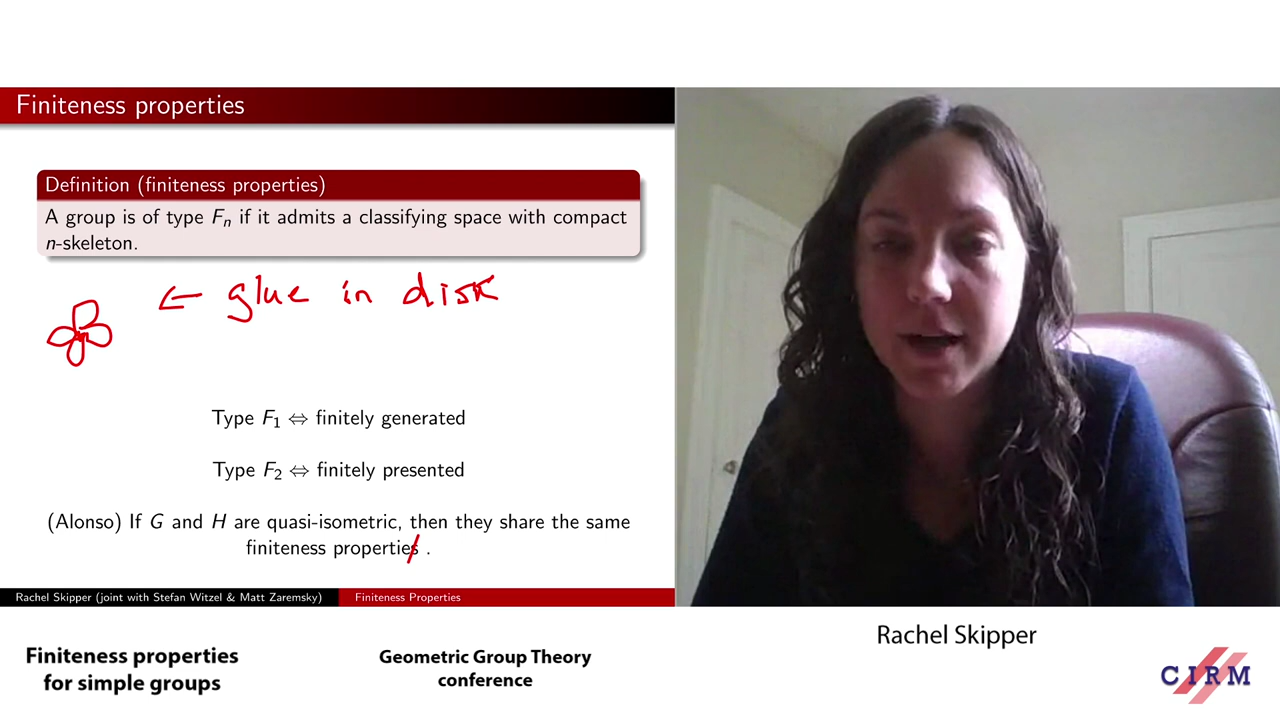 Finiteness properties
Definition (finiteness properties)
A group is of type Fₙ if it admits a classifying space with compact
n-skeleton.
← glue in disk
Type F₁ ⇔ finitely generated
Type F₂ ⇔ finitely presented
(Alonso) If G and H are quasi-isometric, then they share the same
finiteness properties .
Rachel Skipper (joint with Stefan Witzel & Matt Zaremsky) Finiteness Properties
Rachel Skipper
Finiteness properties
for simple groups
Geometric Group Theory
conference
CIRM